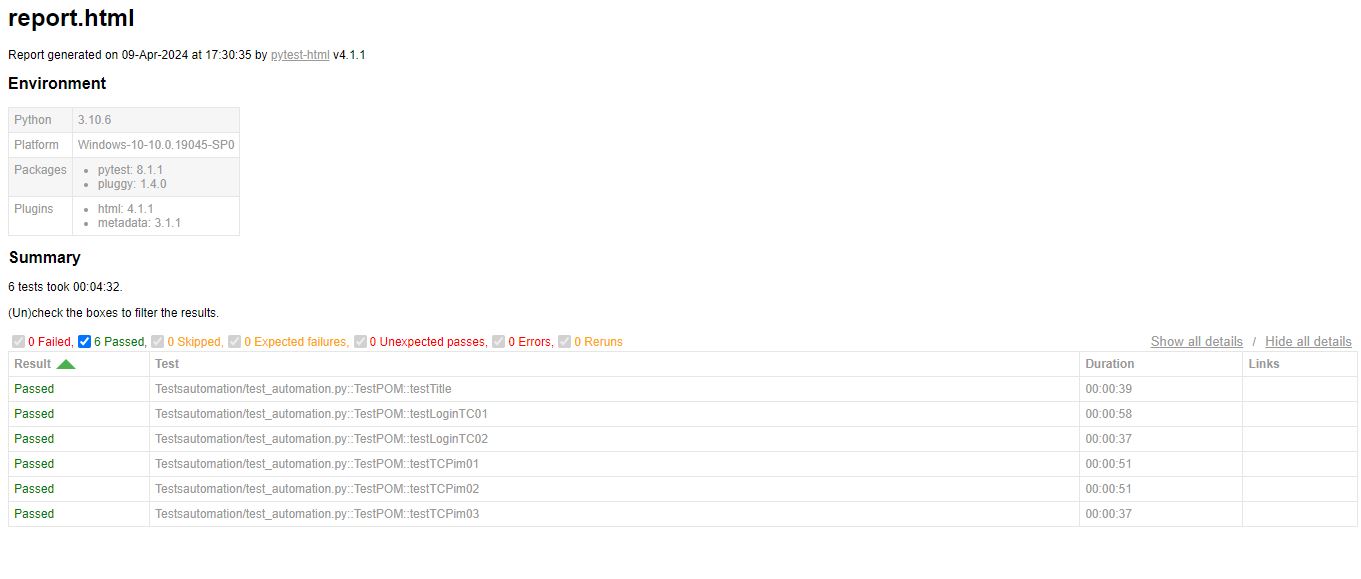 report.html
Report generated on 09-Apr-2024 at 17:30:35 by pytest-html v4.1.1
Environment
Python 3.10.6
Platform Windows-10-10.0.19045-SP0
Packages pytest: 8.1.1
pluggy: 1.4.0
Plugins html: 4.1.1
metadata: 3.1.1
Summary
6 tests took 00:04:32.
(Un)check the boxes to filter the results.
0 Failed, 6 Passed, 0 Skipped, 0 Expected failures, 0 Unexpected passes, 0 Errors, 0 Reruns Show all details / Hide all details
Result Test Duration Links
Passed Testsautomation/test_automation.py::TestPOM::testTitle 00:00:39
Passed Testsautomation/test_automation.py::TestPOM::testLoginTC01 00:00:58
Passed Testsautomation/test_automation.py::TestPOM::testLoginTC02 00:00:37
Passed Testsautomation/test_automation.py::TestPOM::testTCPim01 00:00:51
Passed Testsautomation/test_automation.py::TestPOM::testTCPim02 00:00:51
Passed Testsautomation/test_automation.py::TestPOM::testTCPim03 00:00:37